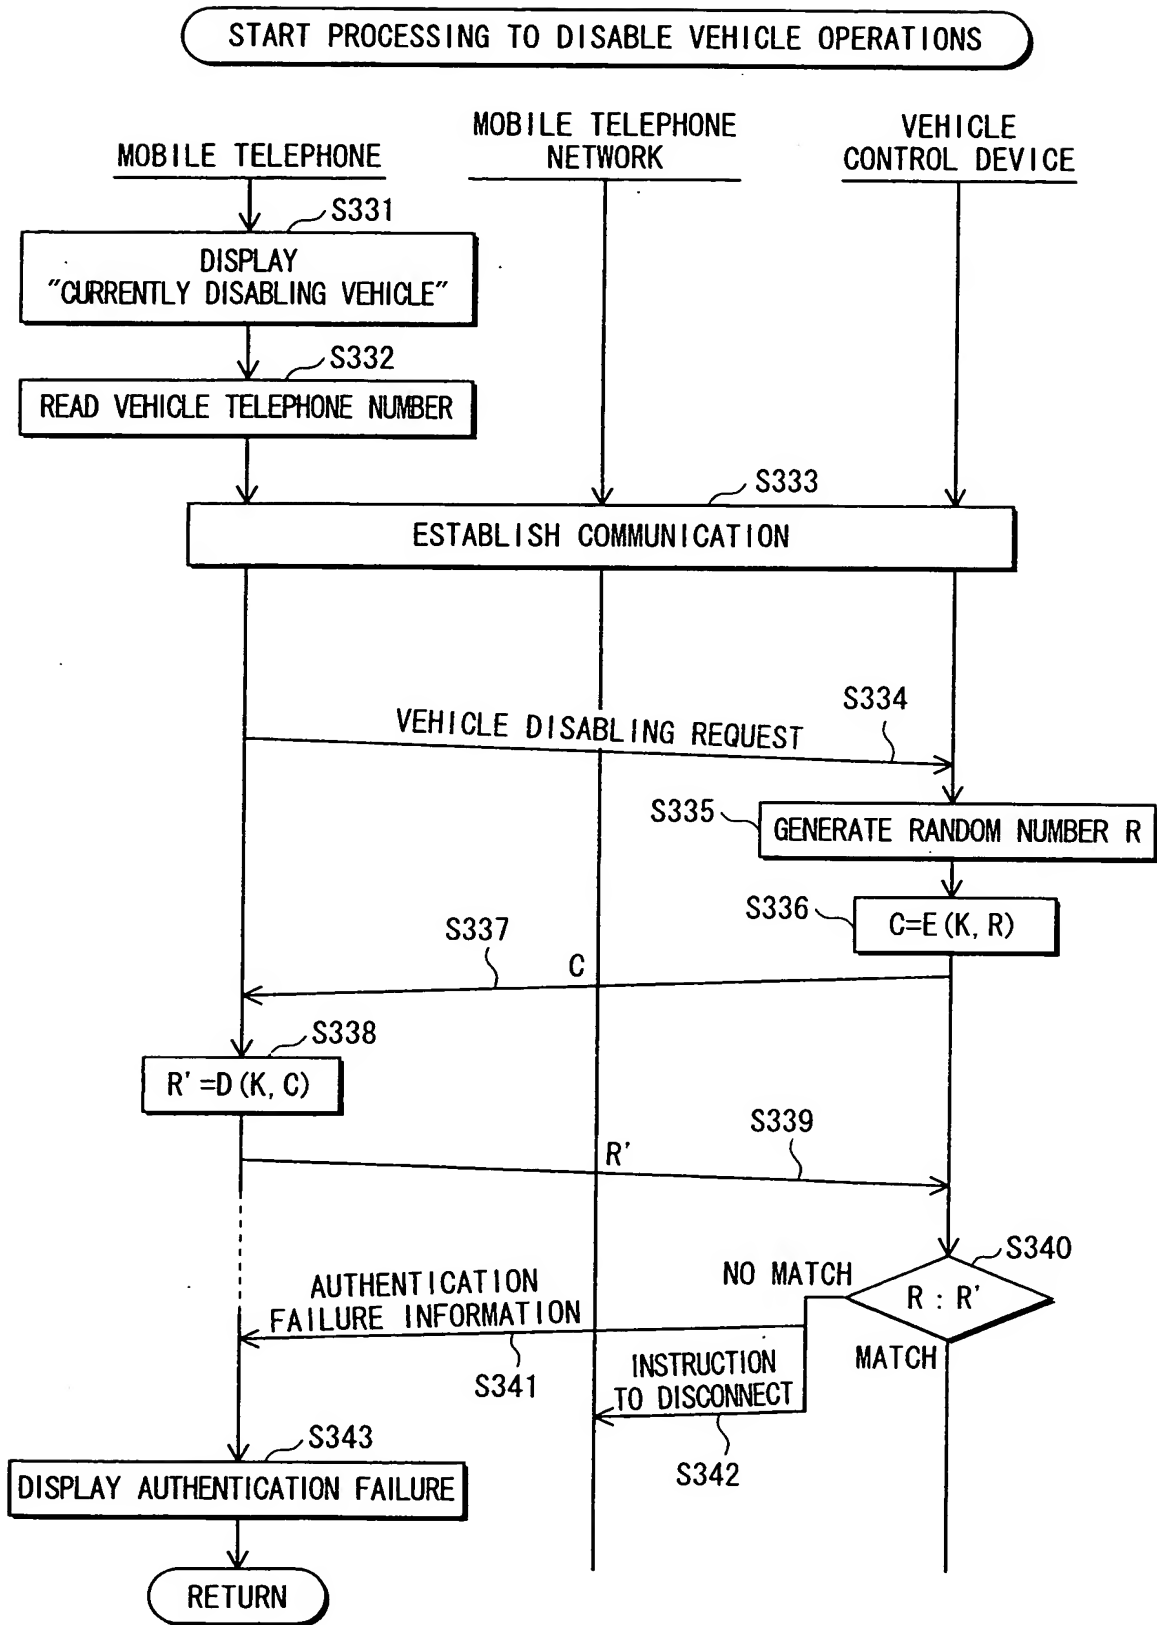 START PROCESSING TO DISABLE VEHICLE OPERATIONS
MOBILE TELEPHONE
MOBILE TELEPHONE
NETWORK
VEHICLE
CONTROL DEVICE
S331
DISPLAY
"CURRENTLY DISABLING VEHICLE"
S332
READ VEHICLE TELEPHONE NUMBER
S333
ESTABLISH COMMUNICATION
S334
VEHICLE DISABLING REQUEST
S335
GENERATE RANDOM NUMBER R
S336
C=E(K, R)
S337
C
S338
R'=D(K, C)
S339
R'
S340
R : R'
NO MATCH
MATCH
AUTHENTICATION
FAILURE INFORMATION
S341
INSTRUCTION
TO DISCONNECT
S342
S343
DISPLAY AUTHENTICATION FAILURE
RETURN